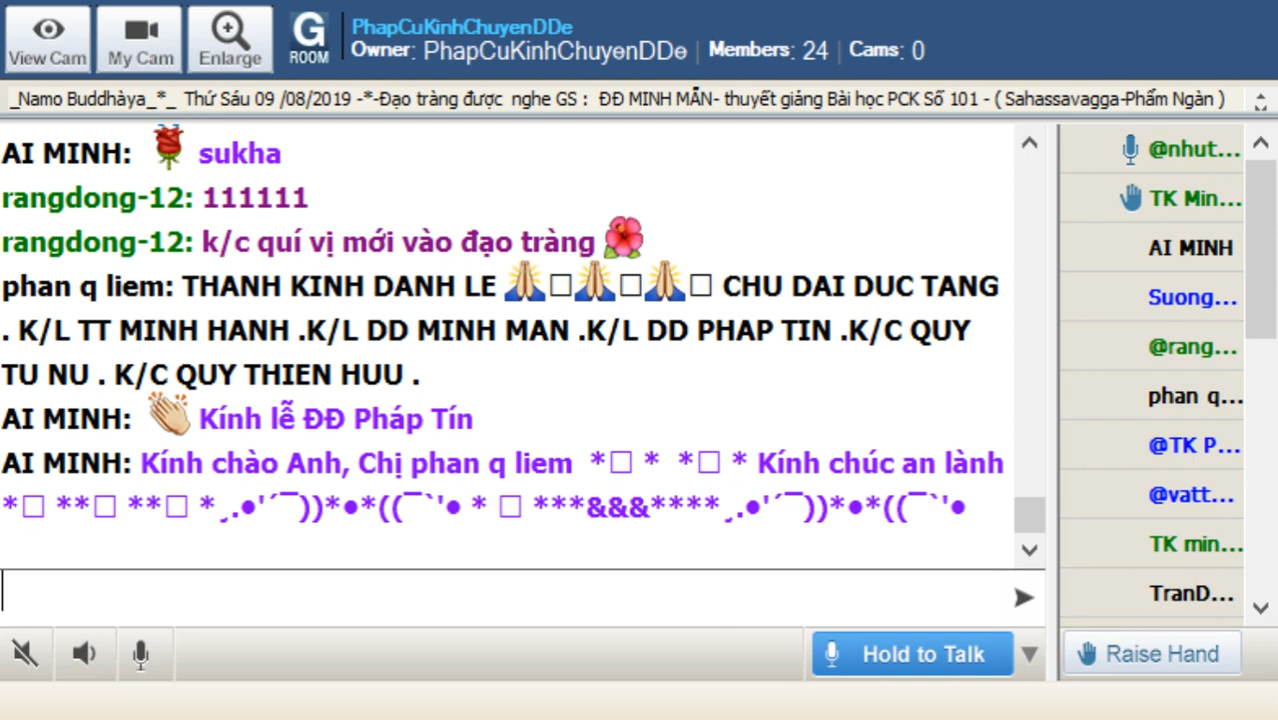 View Cam
My Cam
Enlarge
G
ROOM
PhapCuKinhChuyenDDe
Owner: PhapCuKinhChuyenDDe | Members: 24 | Cams: 0
_Namo Buddhàya_*_ Thứ Sáu 09 /08/2019 -*-Đạo tràng được nghe GS : ĐĐ MINH MẪN- thuyết giảng Bài học PCK Số 101 - ( Sahassavagga-Phẩm Ngàn )
AI MINH: 🌹 sukha
rangdong-12: 111111
rangdong-12: k/c quí vị mới vào đạo tràng 🌺
phan q liem: THANH KINH DANH LE 🙏□🙏□🙏□ CHU DAI DUC TANG
. K/L TT MINH HANH .K/L DD MINH MAN .K/L DD PHAP TIN .K/C QUY
TU NU . K/C QUY THIEN HUU .
AI MINH: 👏 Kính lễ ĐĐ Pháp Tín
AI MINH: Kính chào Anh, Chị phan q liem *□ * *□ * Kính chúc an lành
*□ **□ **□ *¸.●'´¯))*●*((¯`'● * □ ***&&&****¸.●'´¯))*●*((¯`'●
@nhut...
TK Min...
AI MINH
Suong...
@rang...
phan q...
@TK P...
@vatt...
TK min...
TranD...
Hold to Talk
Raise Hand